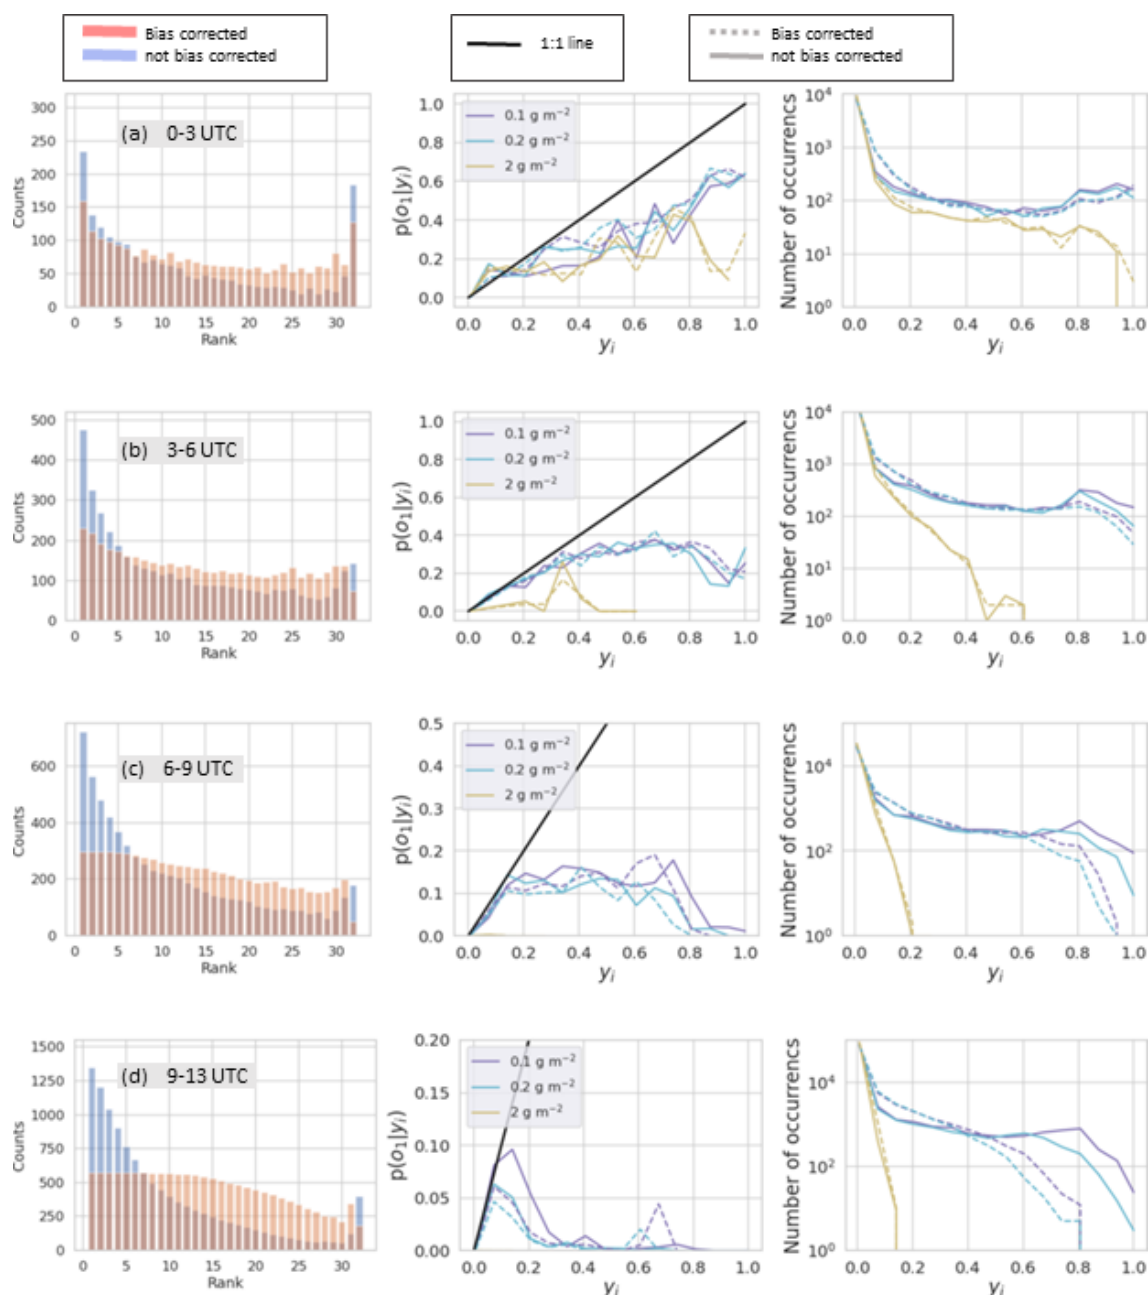 Bias corrected
not bias corrected
1:1 line
Bias corrected
not bias corrected
(a) 0-3 UTC
300
250
200
150
100
50
0
Counts
0 5 10 15 20 25 30
Rank
1.0
0.8
0.6
0.4
0.2
0.0
p(o₁|yᵢ)
0.1 g m⁻²
0.2 g m⁻²
2 g m⁻²
0.0 0.2 0.4 0.6 0.8 1.0
yᵢ
10⁴
10³
10²
10¹
10⁰
Number of occurrencs
0.0 0.2 0.4 0.6 0.8 1.0
yᵢ
(b) 3-6 UTC
500
400
300
200
100
0
Counts
0 5 10 15 20 25 30
Rank
1.0
0.8
0.6
0.4
0.2
0.0
p(o₁|yᵢ)
0.1 g m⁻²
0.2 g m⁻²
2 g m⁻²
0.0 0.2 0.4 0.6 0.8 1.0
yᵢ
10⁴
10³
10²
10¹
10⁰
Number of occurrencs
0.0 0.2 0.4 0.6 0.8 1.0
yᵢ
(c) 6-9 UTC
600
400
200
0
Counts
0 5 10 15 20 25 30
Rank
0.5
0.4
0.3
0.2
0.1
0.0
p(o₁|yᵢ)
0.1 g m⁻²
0.2 g m⁻²
2 g m⁻²
0.0 0.2 0.4 0.6 0.8 1.0
yᵢ
10⁴
10²
10⁰
Number of occurrencs
0.0 0.2 0.4 0.6 0.8 1.0
yᵢ
(d) 9-13 UTC
1500
1250
1000
750
500
250
0
Counts
0 5 10 15 20 25 30
Rank
0.20
0.15
0.10
0.05
0.00
p(o₁|yᵢ)
0.1 g m⁻²
0.2 g m⁻²
2 g m⁻²
0.0 0.2 0.4 0.6 0.8 1.0
yᵢ
10⁴
10²
10⁰
Number of occurrencs
0.0 0.2 0.4 0.6 0.8 1.0
yᵢ